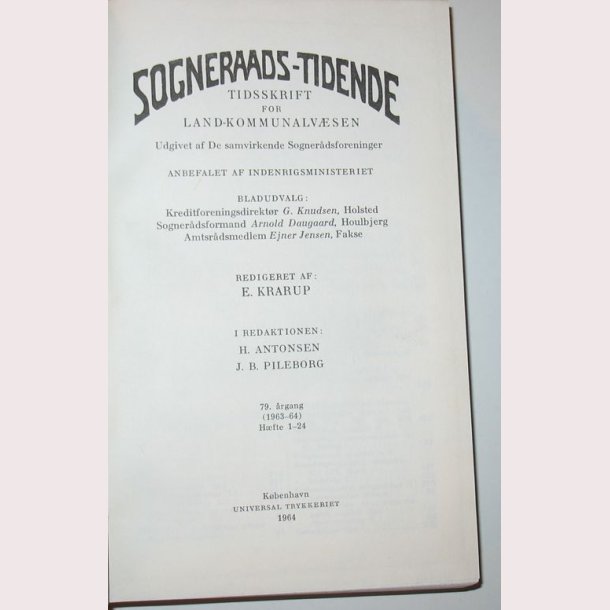 SOGNERAADS-TIDENDE
TIDSSKRIFT
FOR
LAND-KOMMUNALVÆSEN
Udgivet af De samvirkende Sognerådsforeninger
ANBEFALET AF INDENRIGSMINISTERIET
BLADUDVALG:
Kreditforeningsdirektør G. Knudsen, Holsted
Sognerådsformand Arnold Daugaard, Houlbjerg
Amtsrådsmedlem Ejner Jensen, Fakse
REDIGERET AF:
E. KRARUP
I REDAKTIONEN:
H. ANTONSEN
J. B. PILEBORG
79. årgang
(1963-64)
Hæfte 1-24
København
UNIVERSAL TRYKKERIET
1964